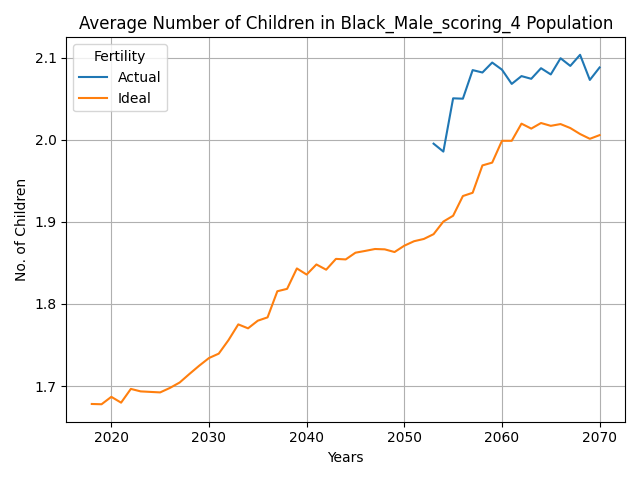 Average Number of Children in Black_Male_scoring_4 Population
Fertility
Actual
Ideal
No. of Children
2.1
2.0
1.9
1.8
1.7
2020 2030 2040 2050 2060 2070
Years